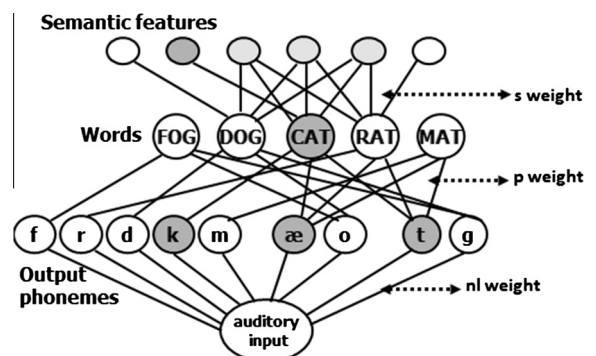 Semantic features
s weight
Words FOG DOG CAT RAT MAT
p weight
f r d k m æ o t g
Output
phonemes
nl weight
auditory
input